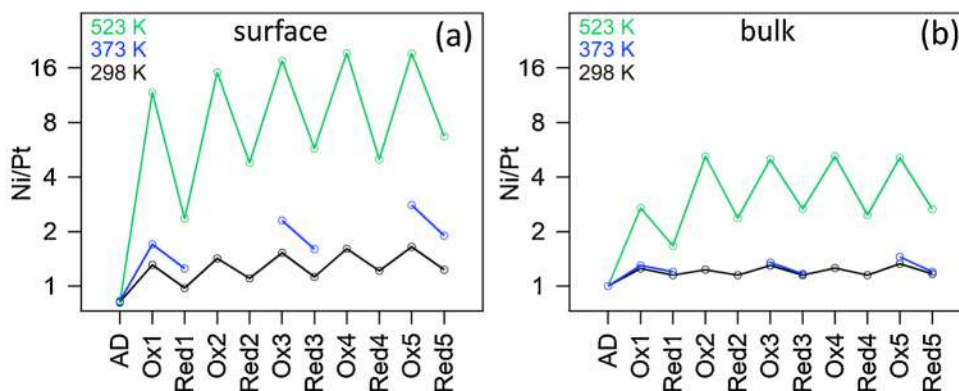 523 K
373 K
298 K
surface
(a)
16
8
4
2
1
Ni/Pt
AD
Ox1
Red1
Ox2
Red2
Ox3
Red3
Ox4
Red4
Ox5
Red5
523 K
373 K
298 K
bulk
(b)
16
8
4
2
1
Ni/Pt
AD
Ox1
Red1
Ox2
Red2
Ox3
Red3
Ox4
Red4
Ox5
Red5